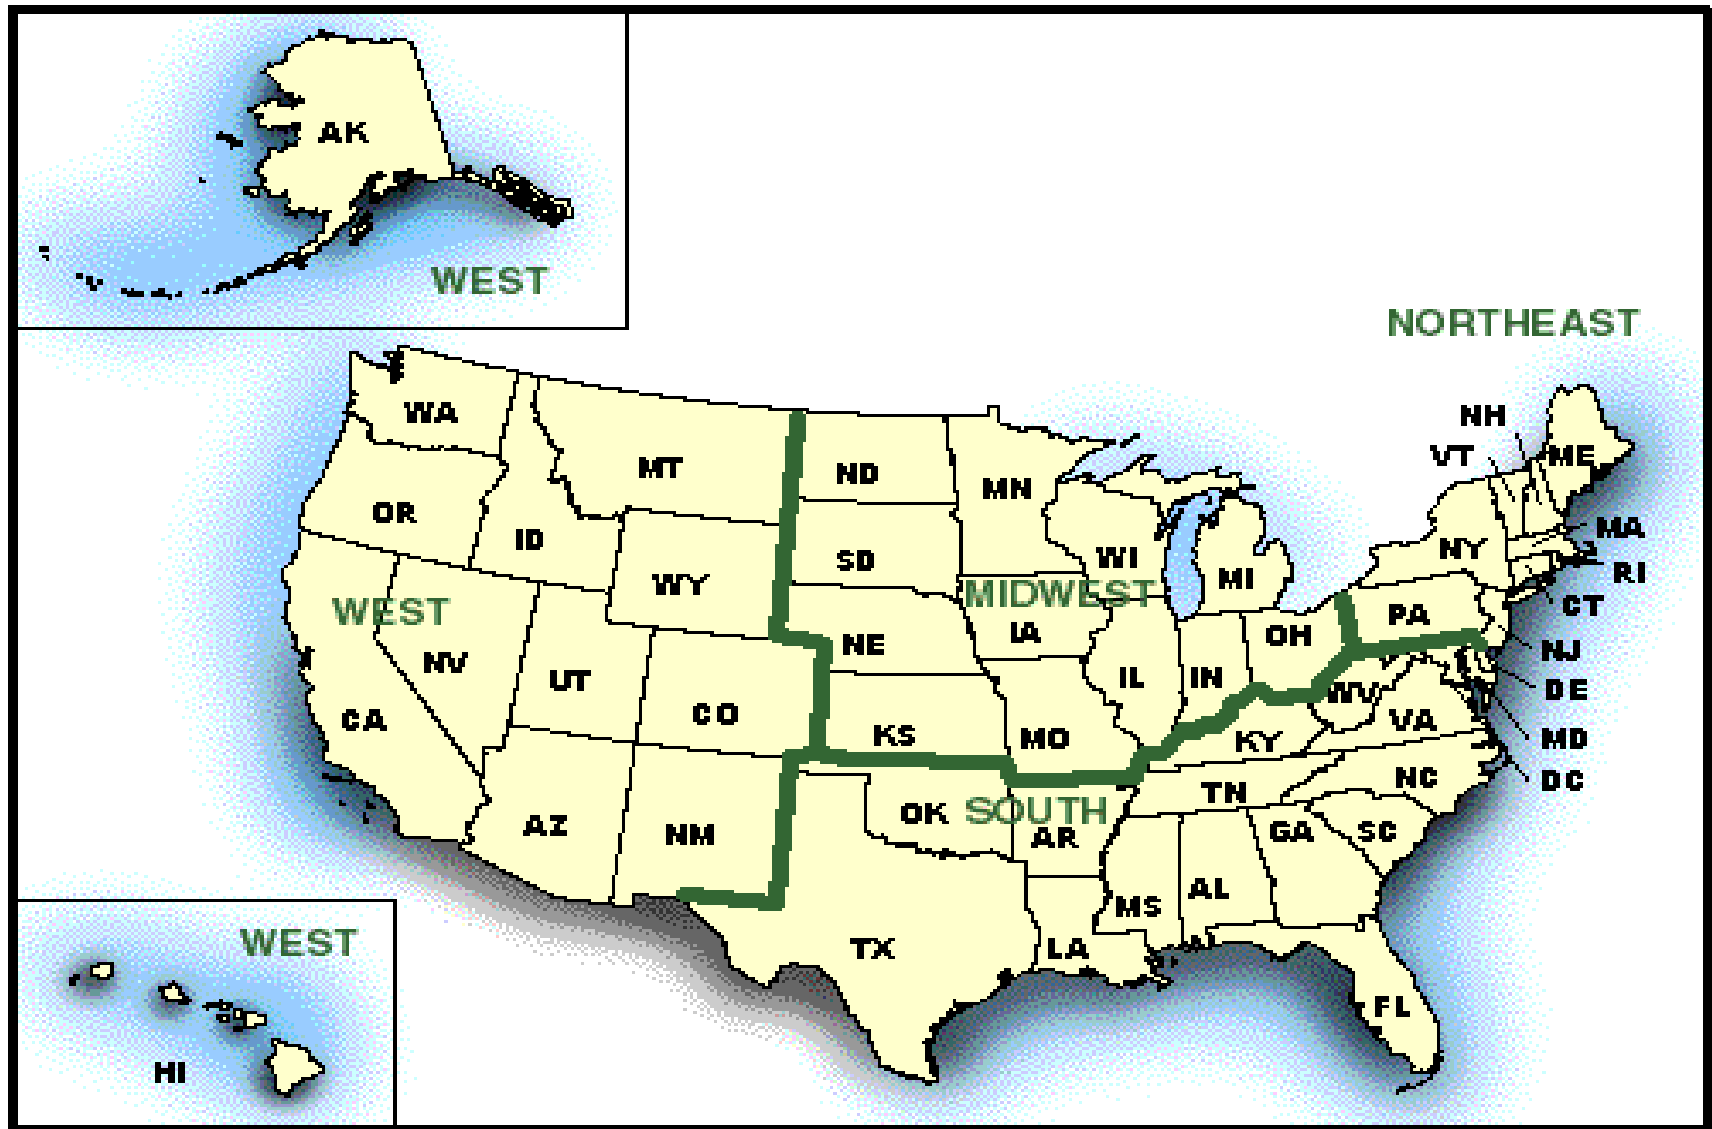 AK
WEST
NORTHEAST
WA
MT
ND
MN
NH
VT
ME
OR
ID
WY
SD
WI
MI
NY
MA
RI
CT
WEST
MIDWEST
NV
UT
CO
NE
IA
IL
IN
OH
PA
NJ
DE
CA
KS
MO
KY
WV
VA
MD
DC
AZ
NM
OK
SOUTH
AR
TN
NC
GA
SC
TX
LA
MS
AL
AL
FL
WEST
HI